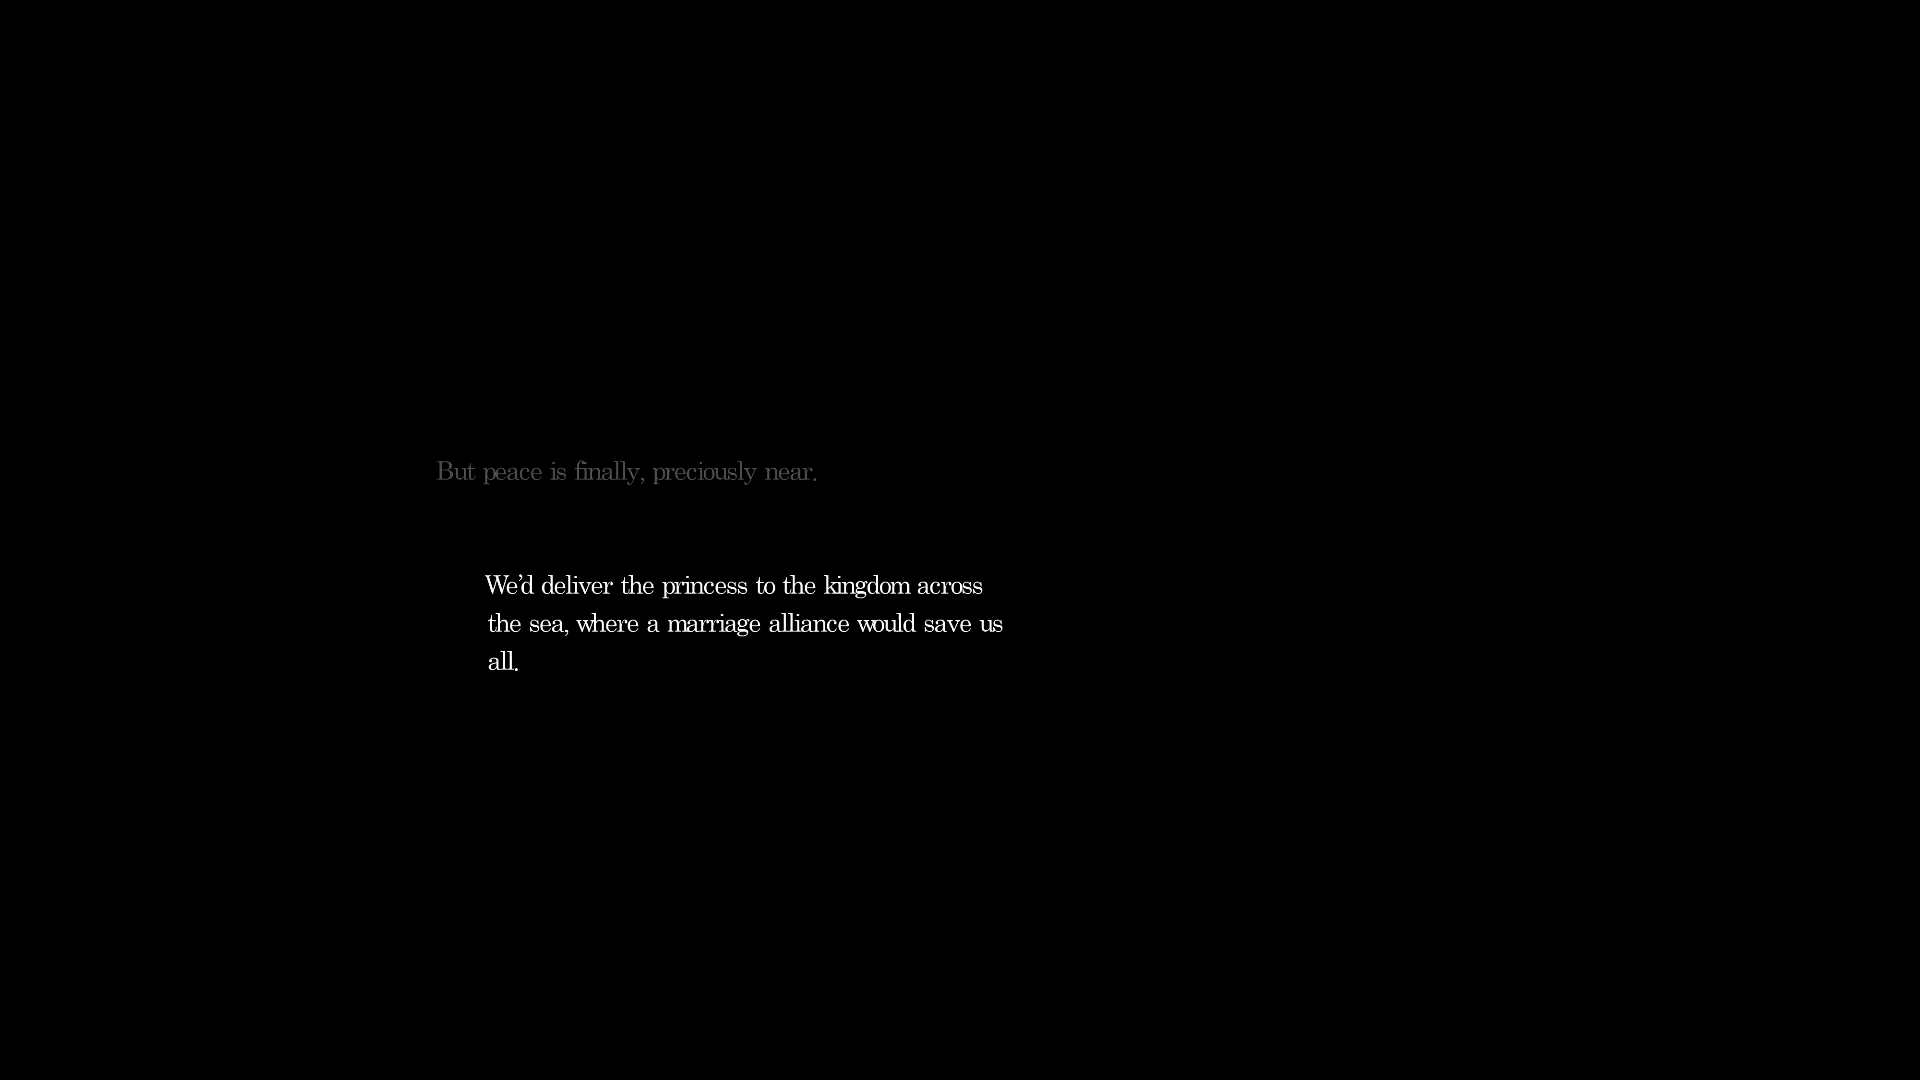 But peace is finally, preciously near.
We’d deliver the princess to the kingdom across
the sea, where a marriage alliance would save us
all.